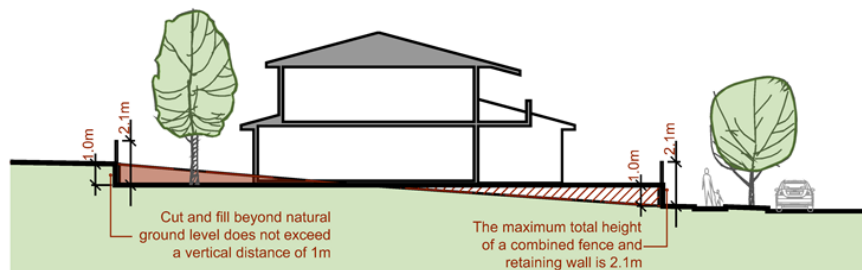 2.1m
1.0m
2.1m
1.0m
Cut and fill beyond natural
ground level does not exceed
a vertical distance of 1m
The maximum total height
of a combined fence and
retaining wall is 2.1m